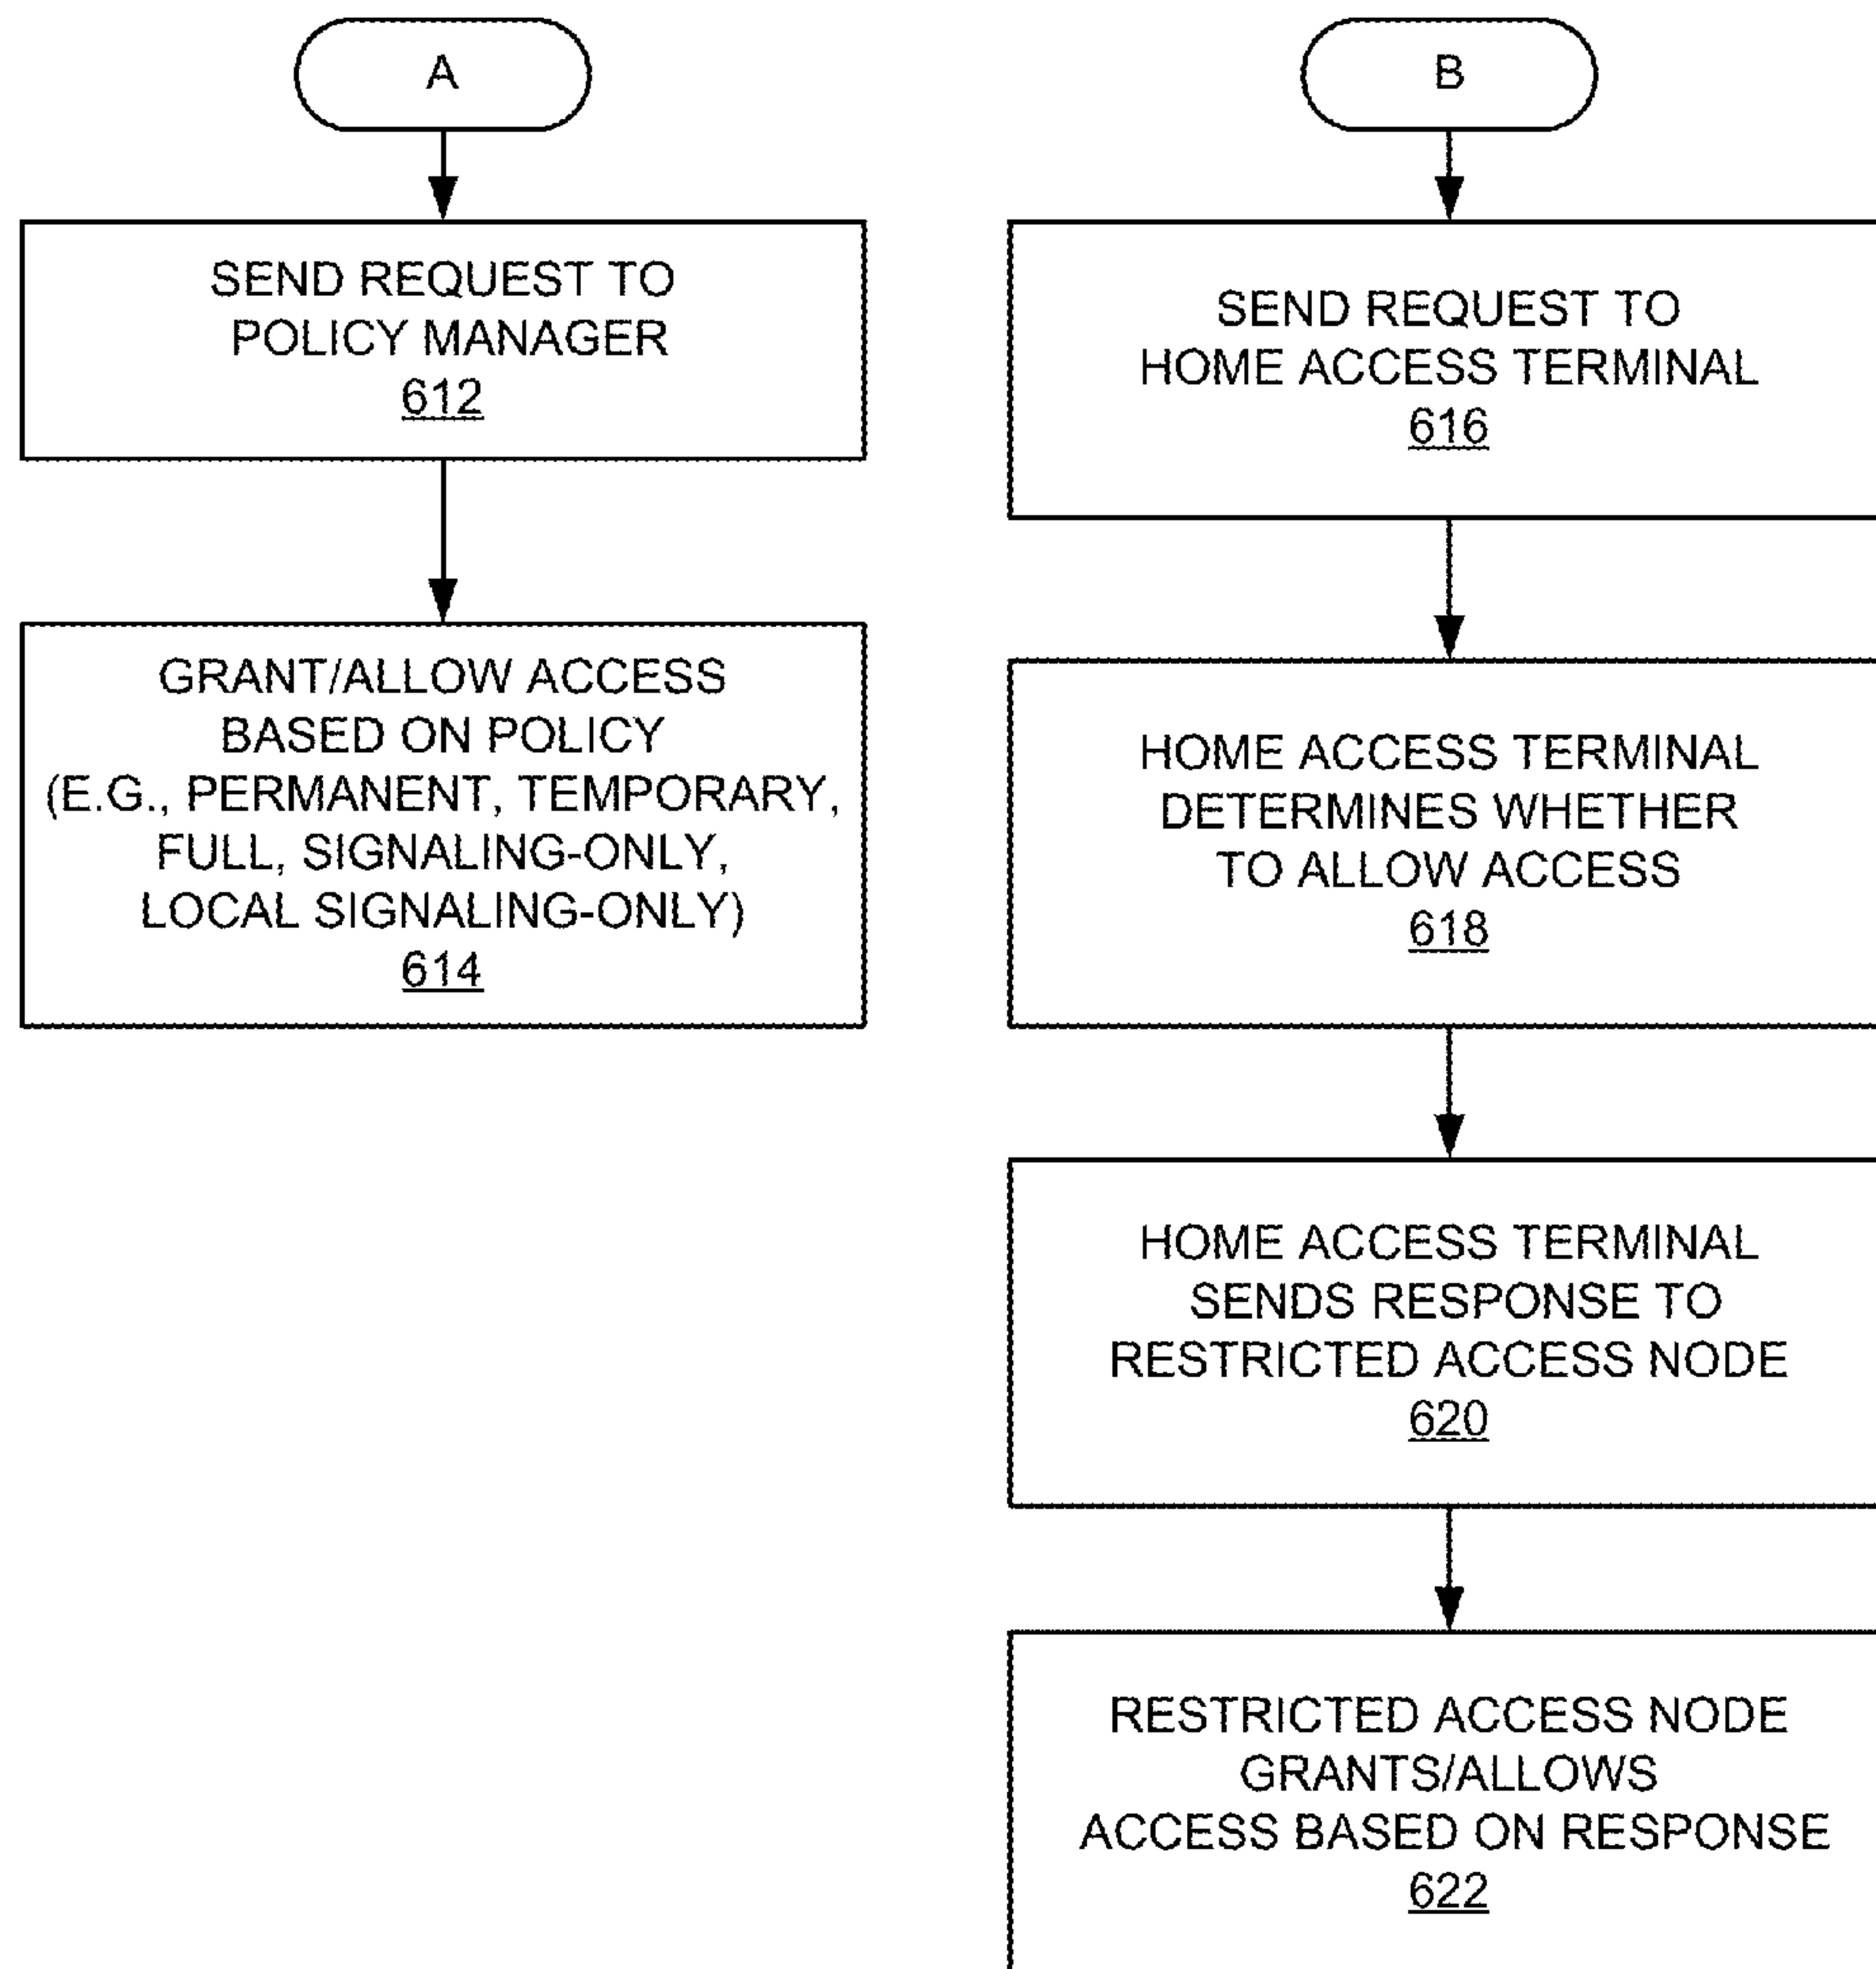 A
SEND REQUEST TO
POLICY MANAGER
612
GRANT/ALLOW ACCESS
BASED ON POLICY
(E.G., PERMANENT, TEMPORARY,
FULL, SIGNALING-ONLY,
LOCAL SIGNALING-ONLY)
614
B
SEND REQUEST TO
HOME ACCESS TERMINAL
616
HOME ACCESS TERMINAL
DETERMINES WHETHER
TO ALLOW ACCESS
618
HOME ACCESS TERMINAL
SENDS RESPONSE TO
RESTRICTED ACCESS NODE
620
RESTRICTED ACCESS NODE
GRANTS/ALLOWS
ACCESS BASED ON RESPONSE
622